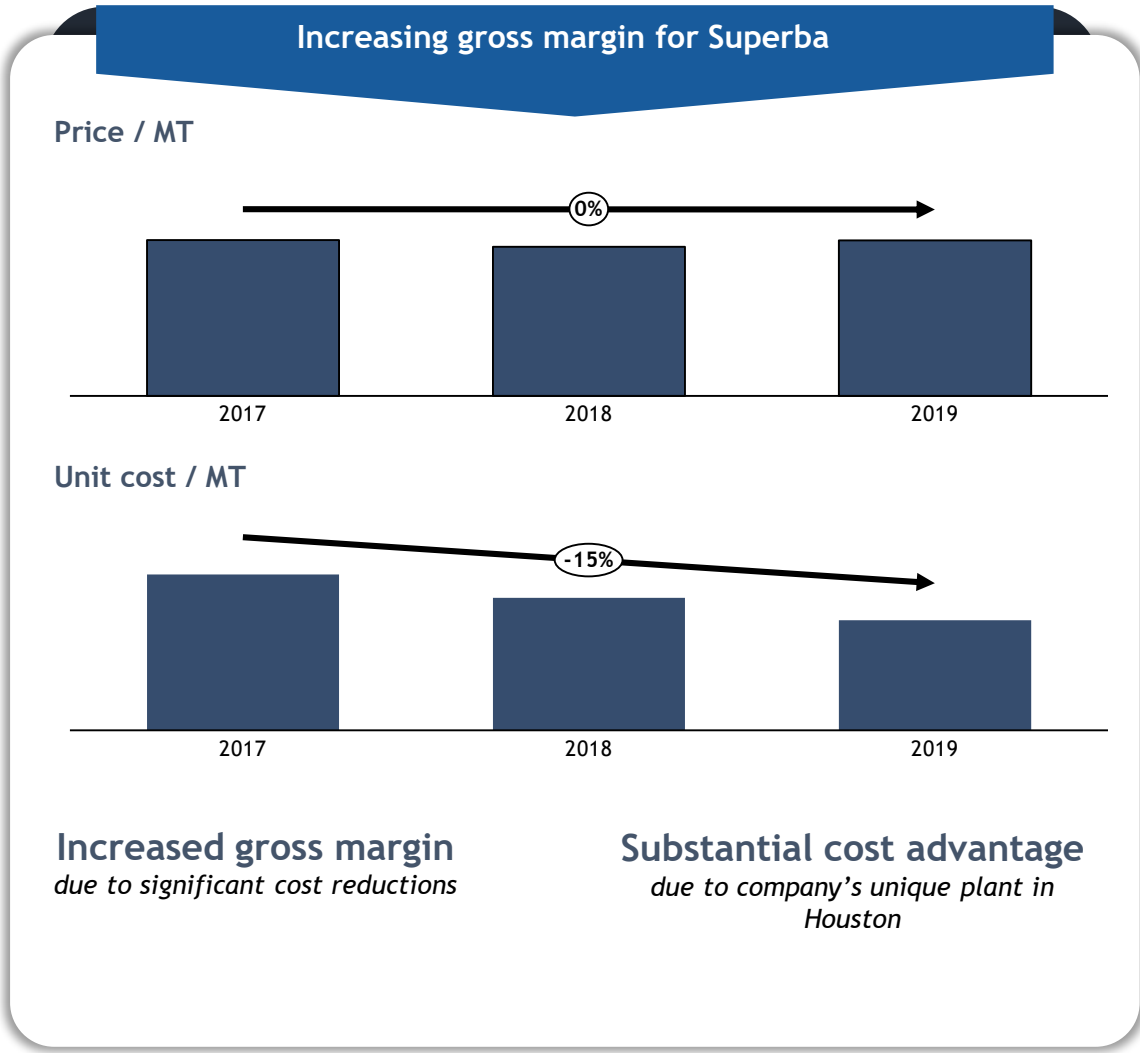 Increasing gross margin for Superba
Price / MT
0%
2017 2018 2019
Unit cost / MT
-15%
2017 2018 2019
Increased gross margin
due to significant cost reductions
Substantial cost advantage
due to company’s unique plant in
Houston